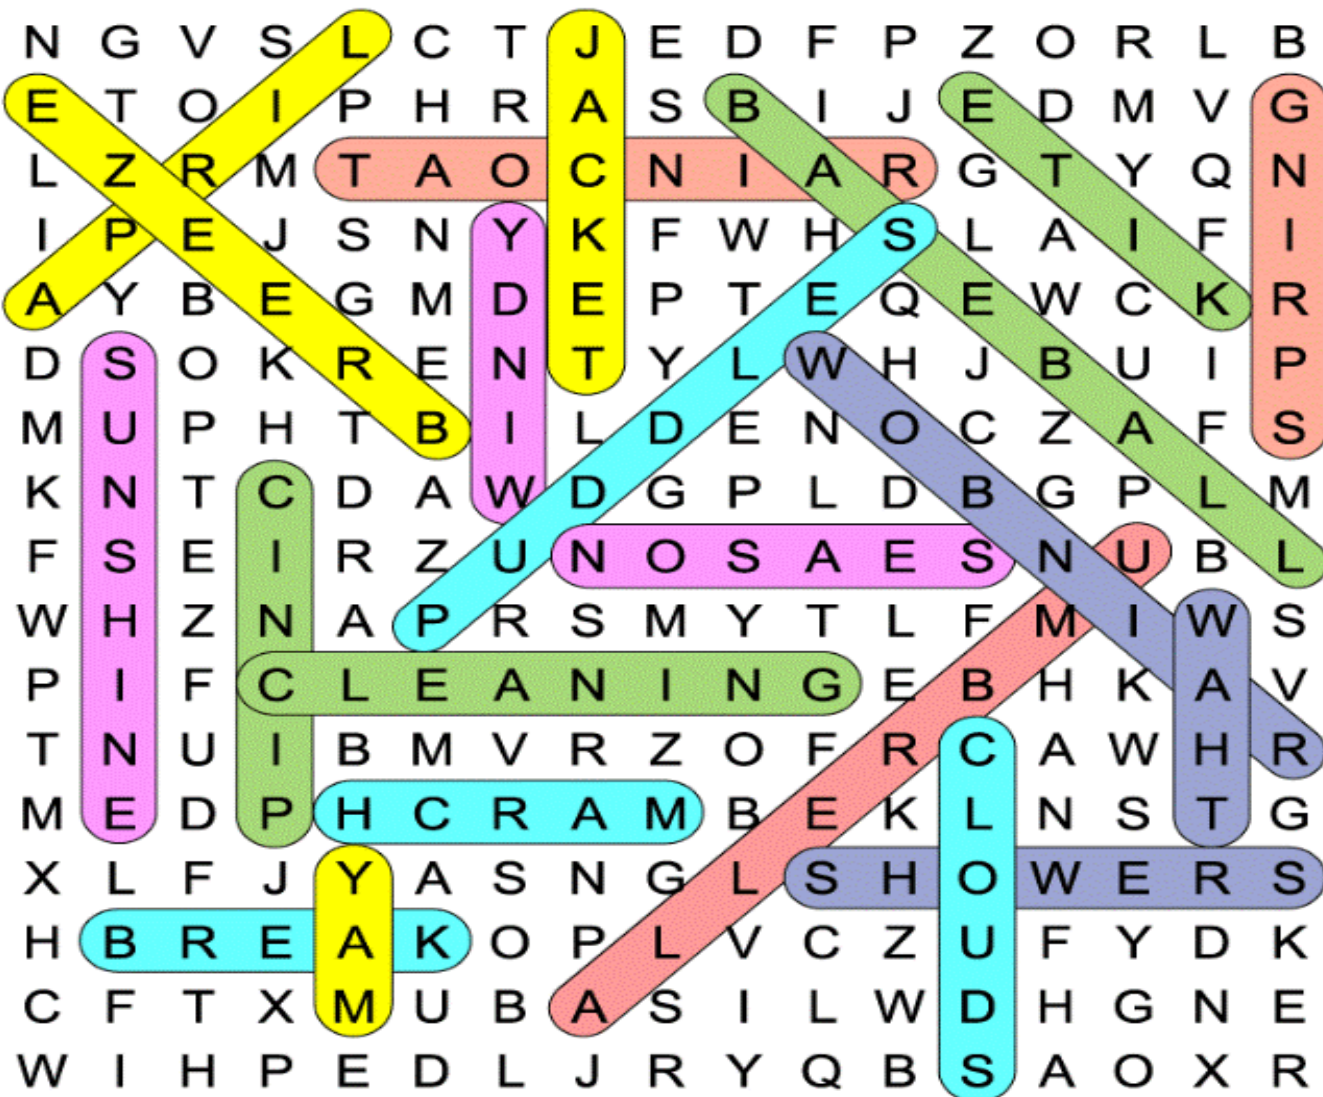 N G V S L C T J E D F P Z O R L B
E T O I P H R A S B I J E D M V G
L Z R M T A O C N I A R G T Y Q N
I P E J S N Y K F W H S L A I F I
A Y B E G M D E P T E Q E W C K R
D S O K R E N T Y L W H J B U I P
M U P H T B I L D E N O C Z A F S
K N T C D A W D G P L D B G P L M
F S E I R Z U N O S A E S N U B L
W H Z N A P R S M Y T L F M I W S
P I F C L E A N I N G E B H K A V
T N U I B M V R Z O F R C A W H R
M E D P H C R A M B E K L N S T G
X L F J Y A S N G L S H O W E R S
H B R E A K O P L V C Z U F Y D K
C F T X M U B A S I L W D H G N E
W I H P E D L J R Y Q B S A O X R